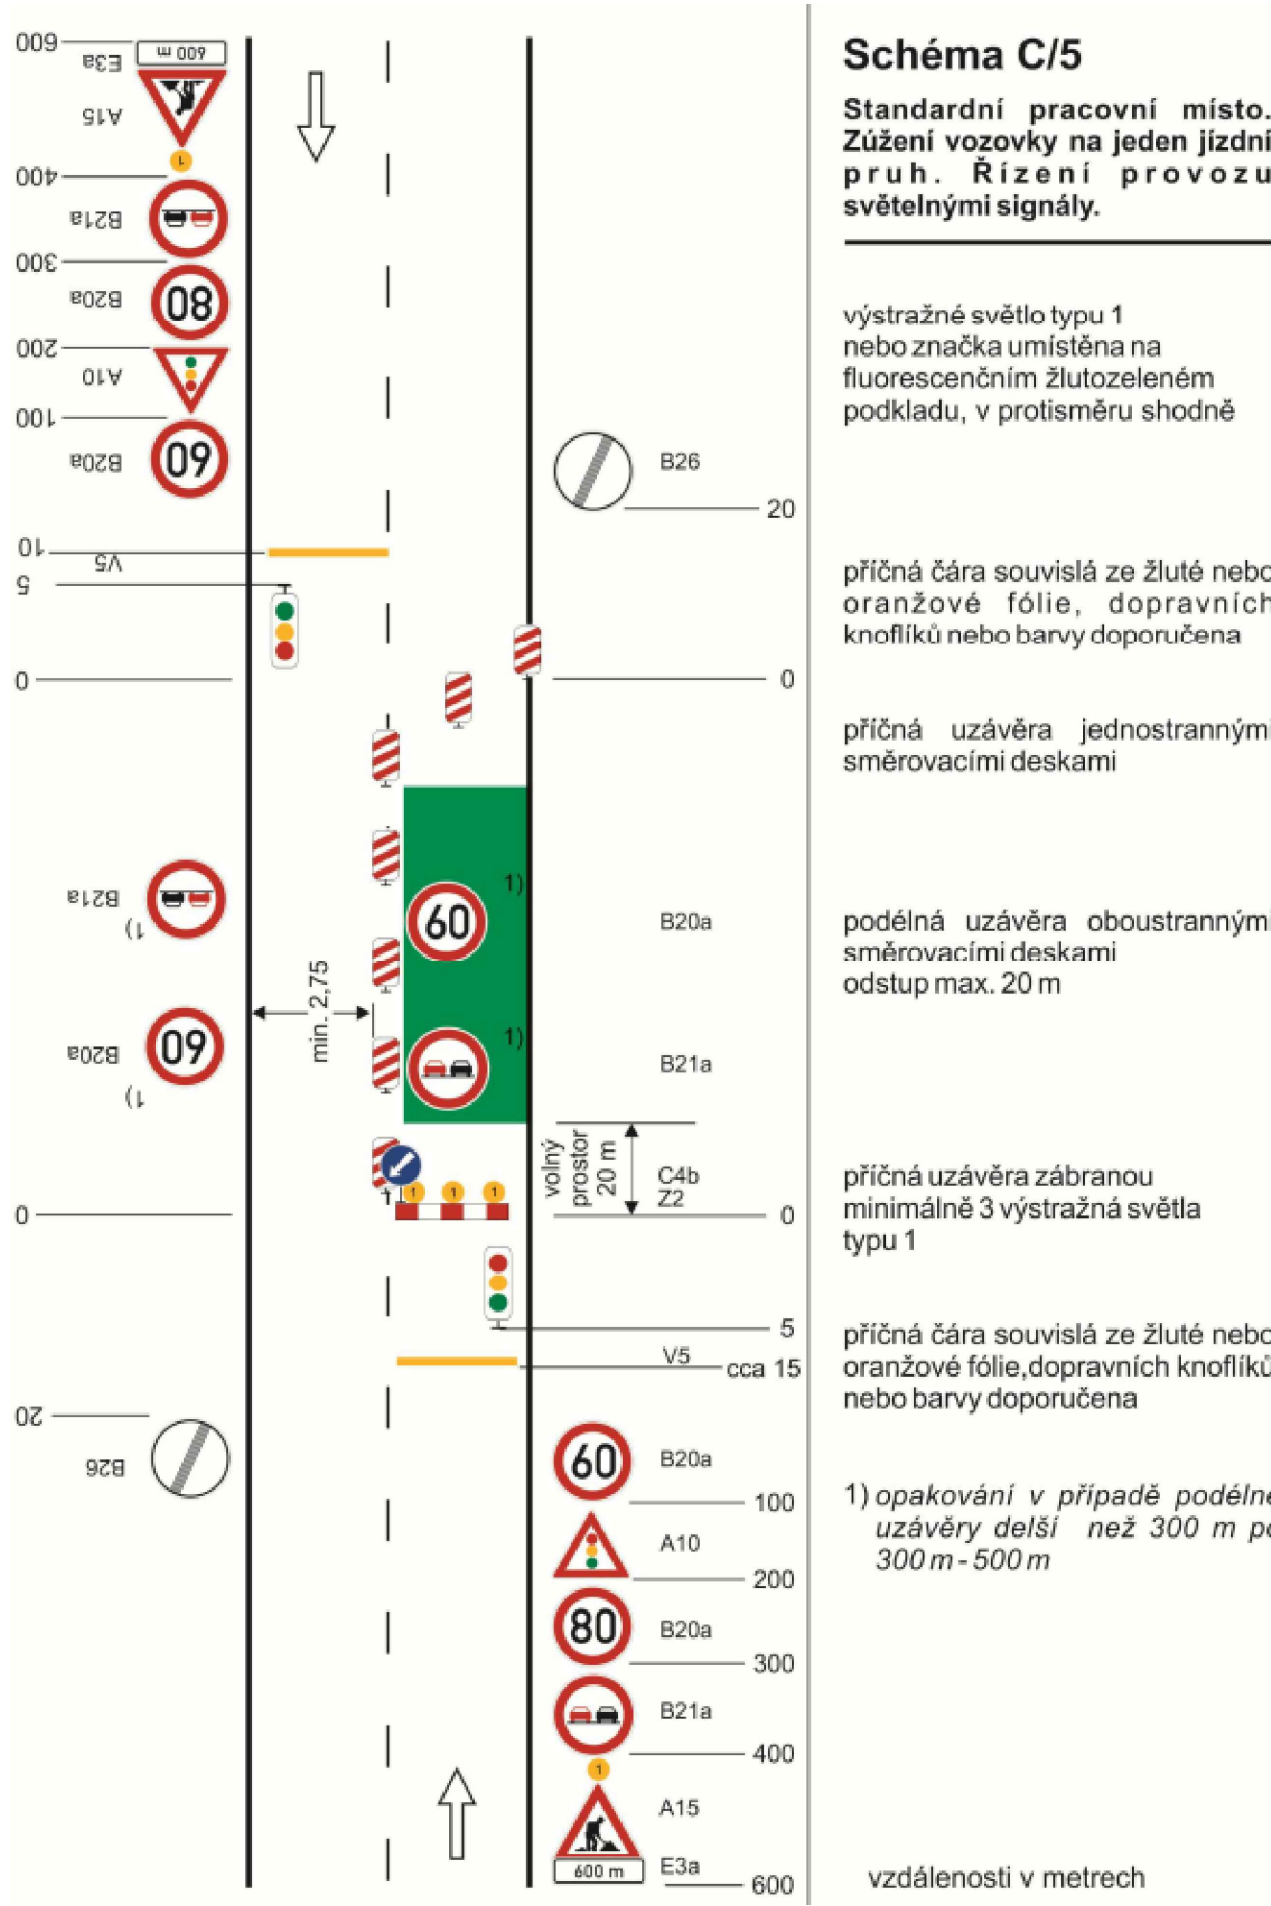 Schéma C/5
Standardní pracovní místo.
Zúžení vozovky na jeden jízdní
pruh. Řízení provozu
světelnými signály.
výstražné světlo typu 1
nebo značka umístěna na
fluorescenčním žlutozeleném
podkladu, v protisměru shodně
příčná čára souvislá ze žluté nebo
oranžové fólie, dopravních
knoflíků nebo barvy doporučena
příčná uzávěra jednostrannými
směrovacími deskami
podélná uzávěra oboustrannými
směrovacími deskami
odstup max. 20 m
příčná uzávěra zábranou
minimálně 3 výstražná světla
typu 1
příčná čára souvislá ze žluté nebo
oranžové fólie,dopravních knoflíků
nebo barvy doporučena
1) opakování v případě podélné
uzávěry delší než 300 m po
300 m - 500 m
vzdálenosti v metrech
600
E3a
600 m
A15
1
400
B21a
300
B20a
80
200
A10
100
B20a
60
10
V5
5
0
B21a
1)
B20a
60
1)
0
20
B26
min. 2,75
B26
20
0
1)
60
B20a
1)
B21a
volný
prostor
20 m
C4b
Z2
1
1
1
0
5
V5
cca 15
60
B20a
100
A10
200
80
B20a
300
B21a
400
1
A15
600 m
E3a
600